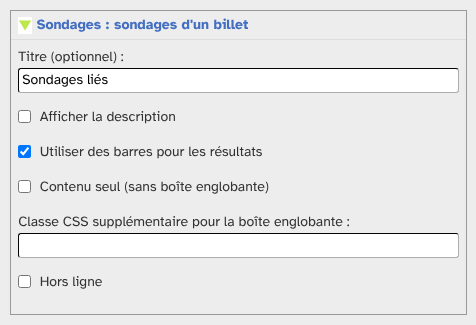 Sondages : sondages d'un billet
Titre (optionnel) :
Sondages liés
Afficher la description
Utiliser des barres pour les résultats
Contenu seul (sans boîte englobante)
Classe CSS supplémentaire pour la boîte englobante :
Hors ligne